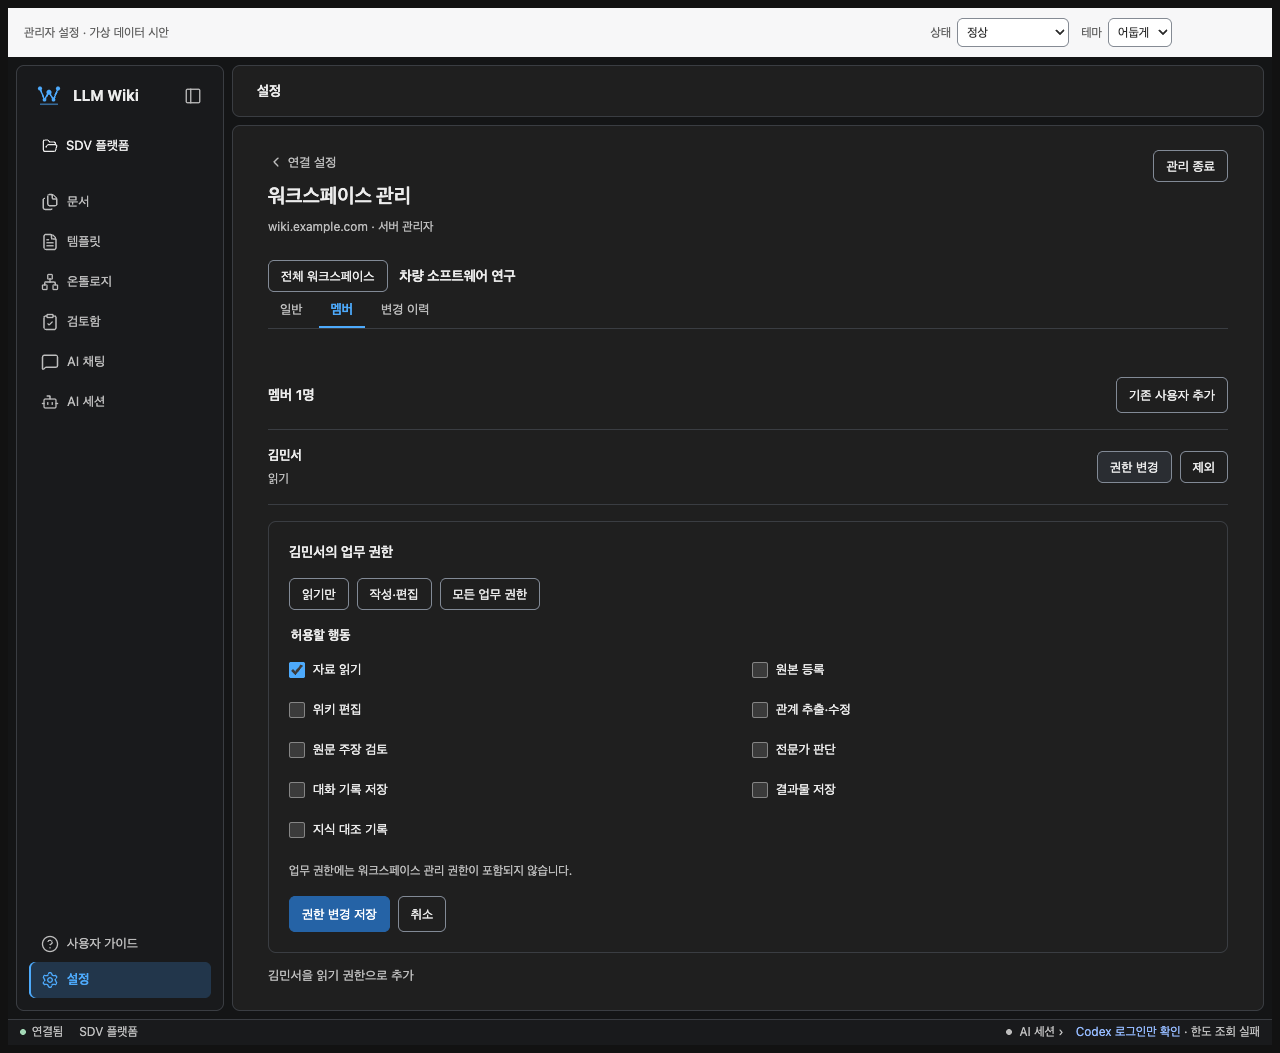 관리자 설정 · 가상 데이터 시안
상태 정상 테마 어둡게
LLM Wiki
SDV 플랫폼
문서
템플릿
온톨로지
검토함
AI 채팅
AI 세션
사용자 가이드
설정
설정
연결 설정
관리 종료
워크스페이스 관리
wiki.example.com · 서버 관리자
전체 워크스페이스 차량 소프트웨어 연구
일반 멤버 변경 이력
멤버 1명 기존 사용자 추가
김민서
읽기
권한 변경 제외
김민서의 업무 권한
읽기만 작성·편집 모든 업무 권한
허용할 행동
자료 읽기 원본 등록
위키 편집 관계 추출·수정
원문 주장 검토 전문가 판단
대화 기록 저장 결과물 저장
지식 대조 기록
업무 권한에는 워크스페이스 관리 권한이 포함되지 않습니다.
권한 변경 저장 취소
김민서을 읽기 권한으로 추가
연결됨 SDV 플랫폼 AI 세션 › Codex 로그인만 확인 · 한도 조회 실패